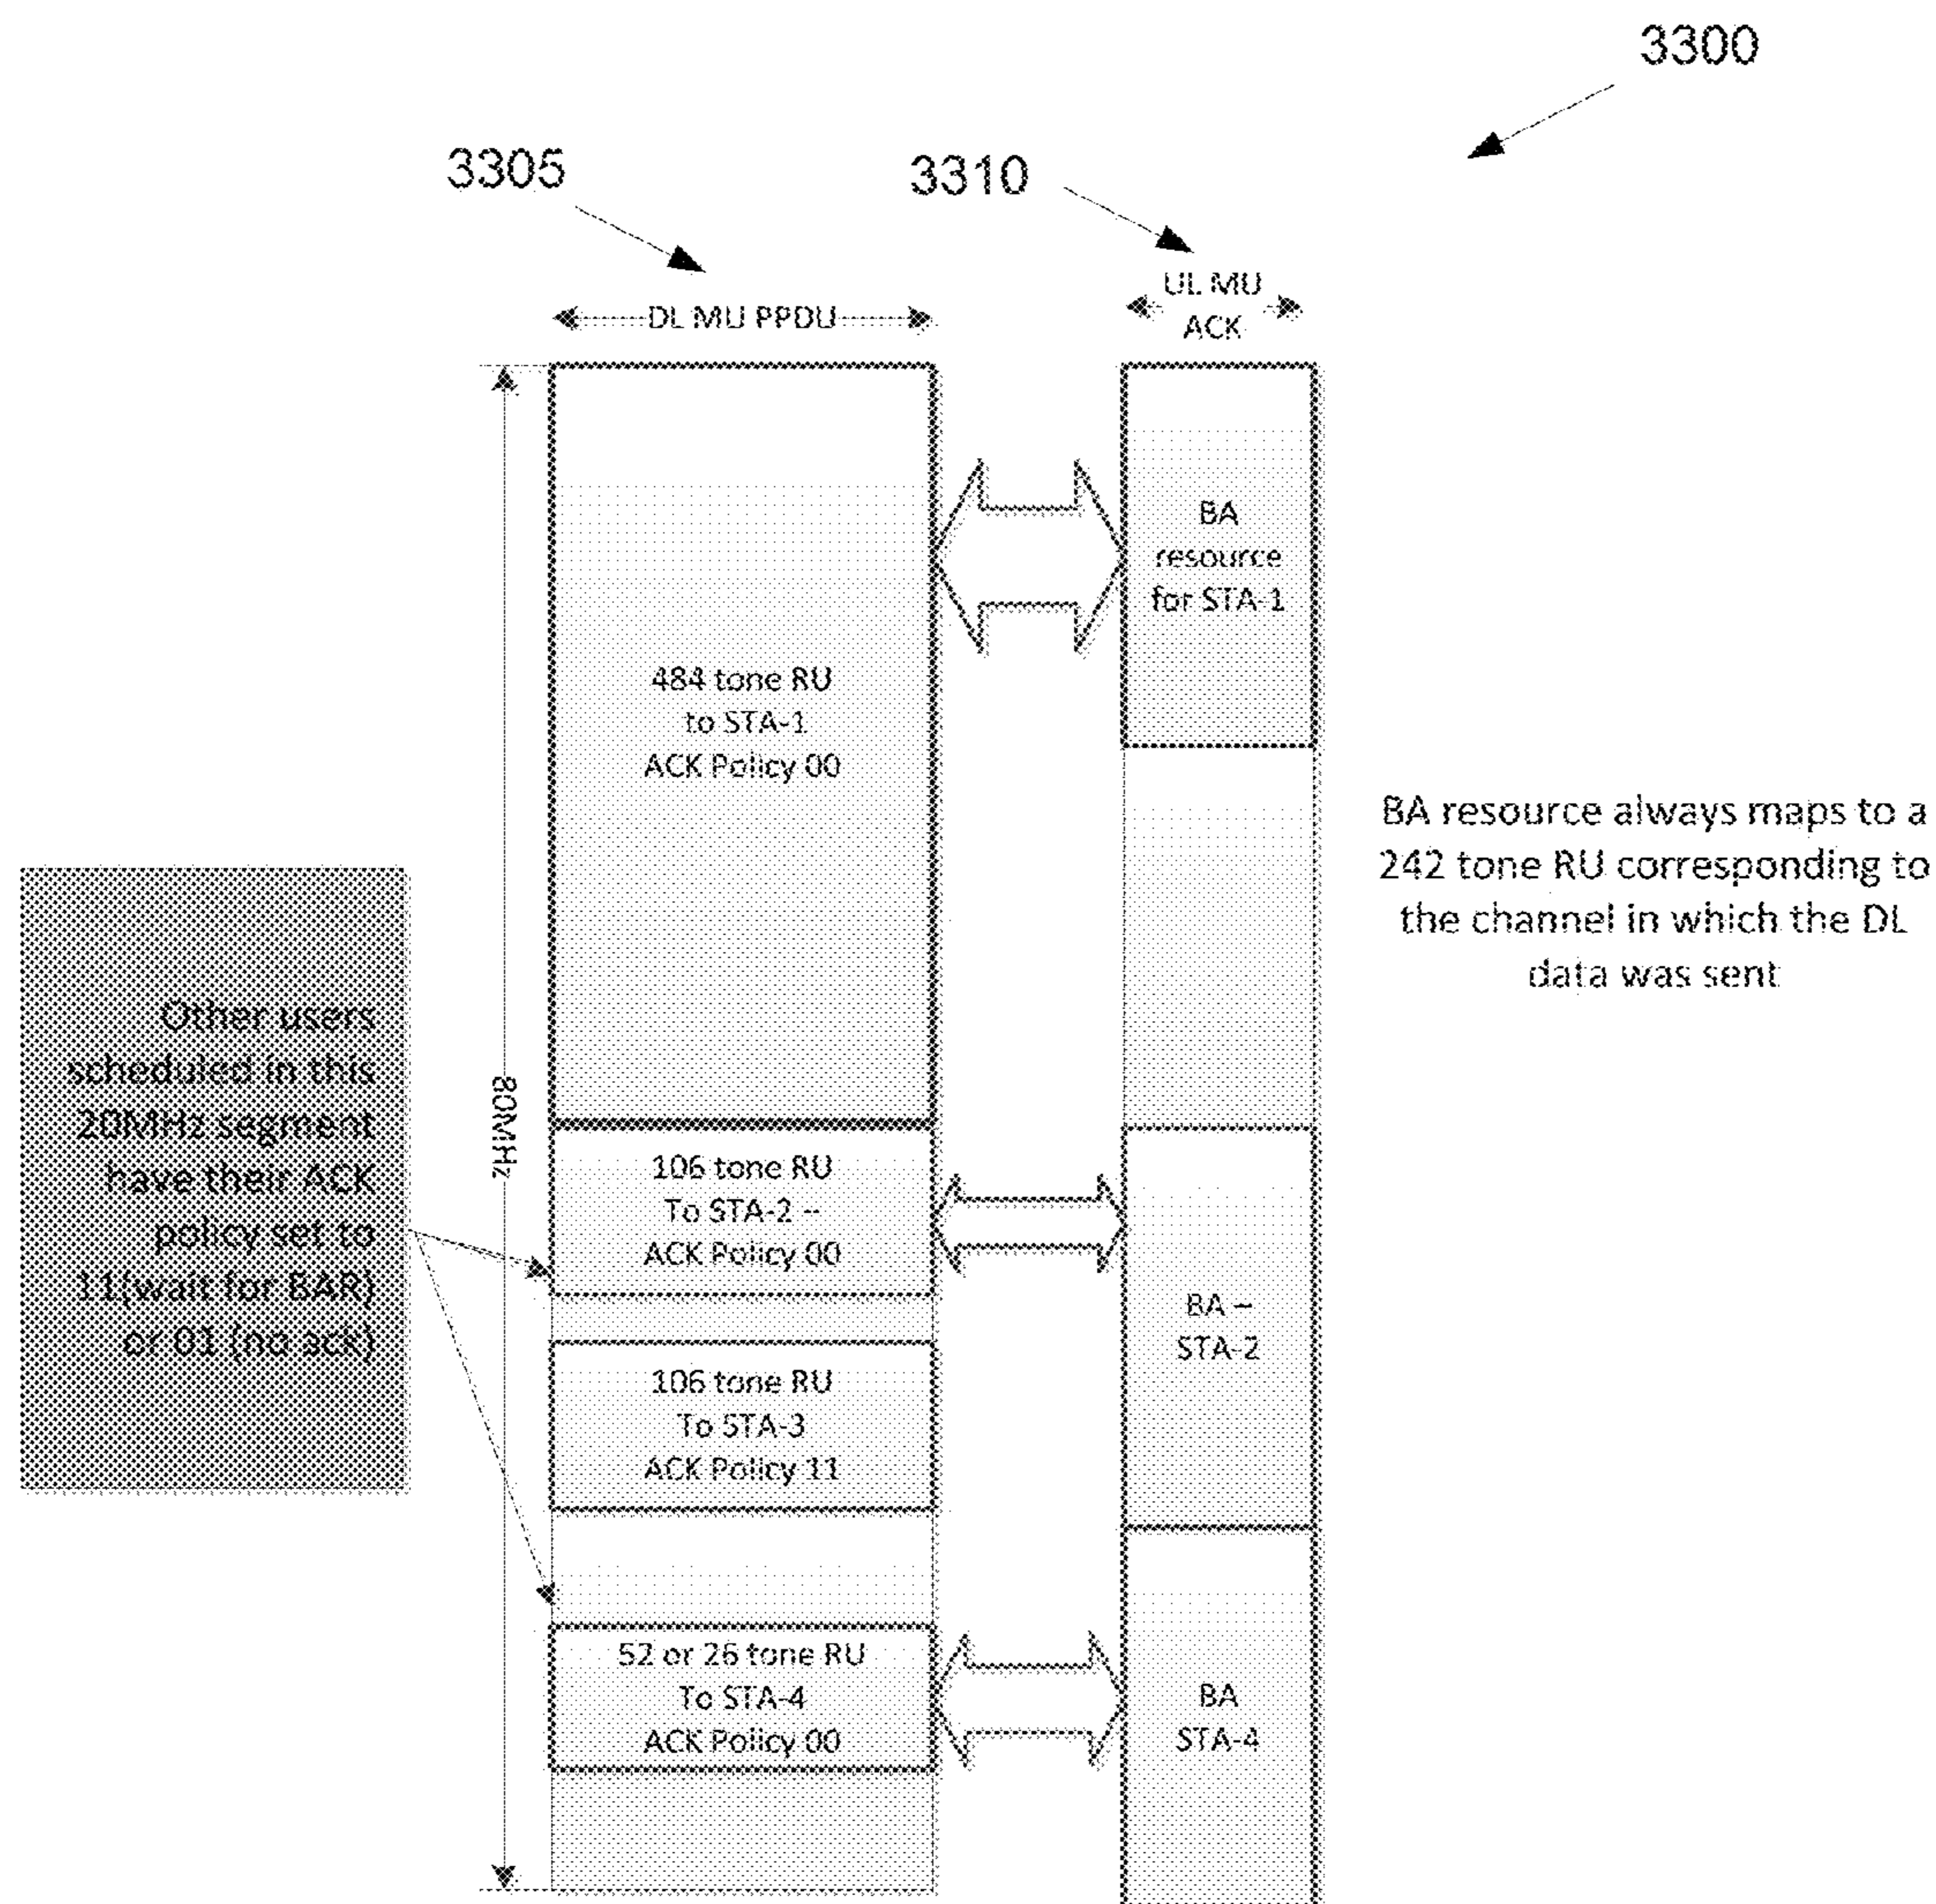 3300
3305
3310
DL MU PPDU
UL MU
ACK
80MHz
484 tone RU
to STA-1
ACK Policy 00
BA
resource
for STA-1
BA resource always maps to a
242 tone RU corresponding to
the channel in which the DL
data was sent
Other users
scheduled in this
20MHz segment
have their ACK
policy set to
11(wait for BAR)
or 01 (no ack)
106 tone RU
To STA-2 –
ACK Policy 00
BA –
STA-2
106 tone RU
To STA-3
ACK Policy 11
52 or 26 tone RU
To STA-4
ACK Policy 00
BA
STA-4